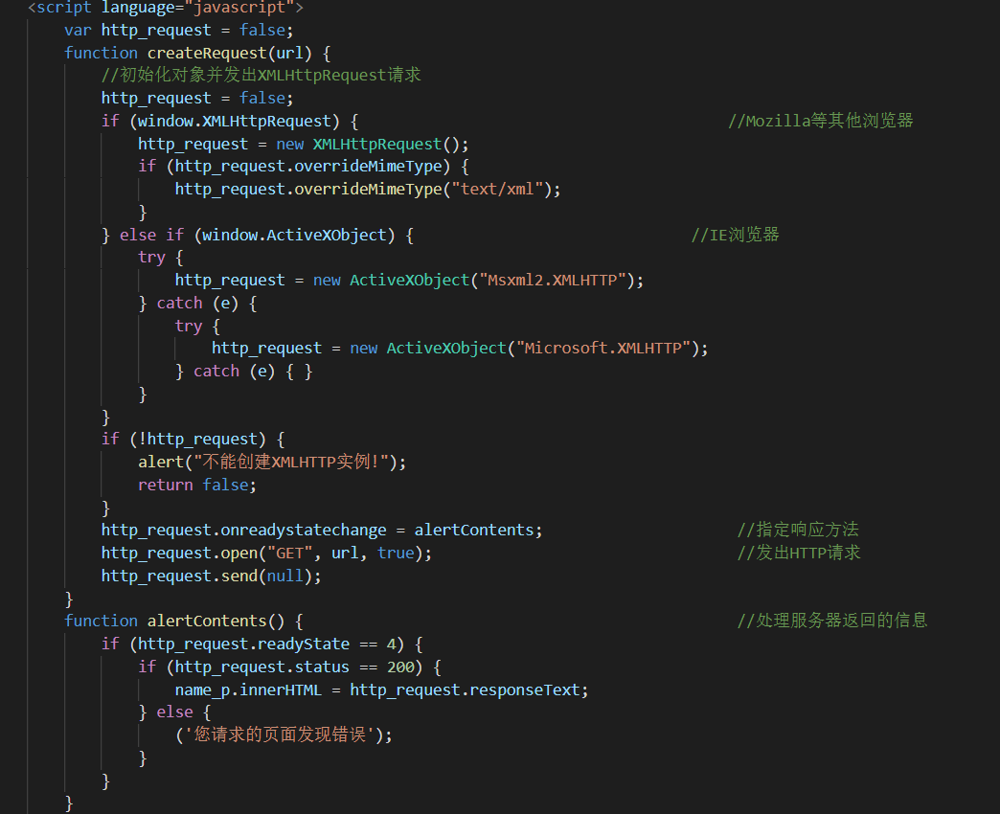 <script language="javascript">
var http_request = false;
function createRequest(url) {
//初始化对象并发出XMLHttpRequest请求
http_request = false;
if (window.XMLHttpRequest) { //Mozilla等其他浏览器
http_request = new XMLHttpRequest();
if (http_request.overrideMimeType) {
http_request.overrideMimeType("text/xml");
}
} else if (window.ActiveXObject) { //IE浏览器
try {
http_request = new ActiveXObject("Msxml2.XMLHTTP");
} catch (e) {
try {
http_request = new ActiveXObject("Microsoft.XMLHTTP");
} catch (e) { }
}
}
if (!http_request) {
alert("不能创建XMLHTTP实例!");
return false;
}
http_request.onreadystatechange = alertContents; //指定响应方法
http_request.open("GET", url, true); //发出HTTP请求
http_request.send(null);
}
function alertContents() { //处理服务器返回的信息
if (http_request.readyState == 4) {
if (http_request.status == 200) {
name_p.innerHTML = http_request.responseText;
} else {
('您请求的页面发现错误');
}
}
}